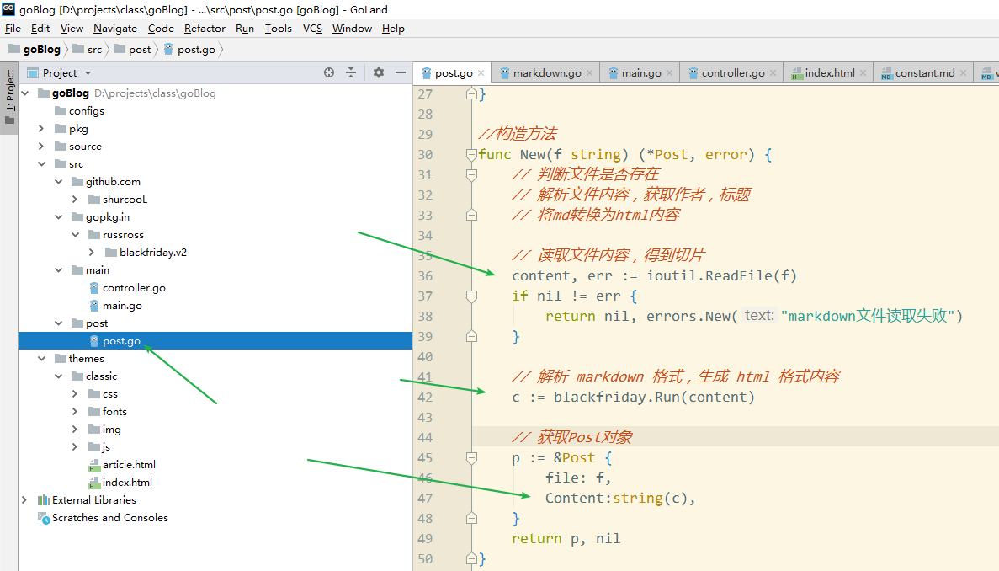 goBlog [D:\projects\class\goBlog] - ...\src\post\post.go [goBlog] - GoLand
File Edit View Navigate Code Refactor Run Tools VCS Window Help
goBlog src post post.go
1: Project
Project
goBlog D:\projects\class\goBlog
configs
pkg
source
src
github.com
shurcooL
gopkg.in
russross
blackfriday.v2
main
controller.go
main.go
post
post.go
themes
classic
css
fonts
img
js
article.html
index.html
External Libraries
Scratches and Consoles
post.go markdown.go main.go controller.go index.html constant.md
27 }
28
29 //构造方法
30 func New(f string) (*Post, error) {
31 // 判断文件是否存在
32 // 解析文件内容，获取作者，标题
33 // 将md转换为html内容
34
35 // 读取文件内容，得到切片
36 content, err := ioutil.ReadFile(f)
37 if nil != err {
38 return nil, errors.New( text: "markdown文件读取失败")
39 }
40
41 // 解析 markdown 格式，生成 html 格式内容
42 c := blackfriday.Run(content)
43
44 // 获取Post对象
45 p := &Post {
46 file: f,
47 Content:string(c),
48 }
49 return p, nil
50 }